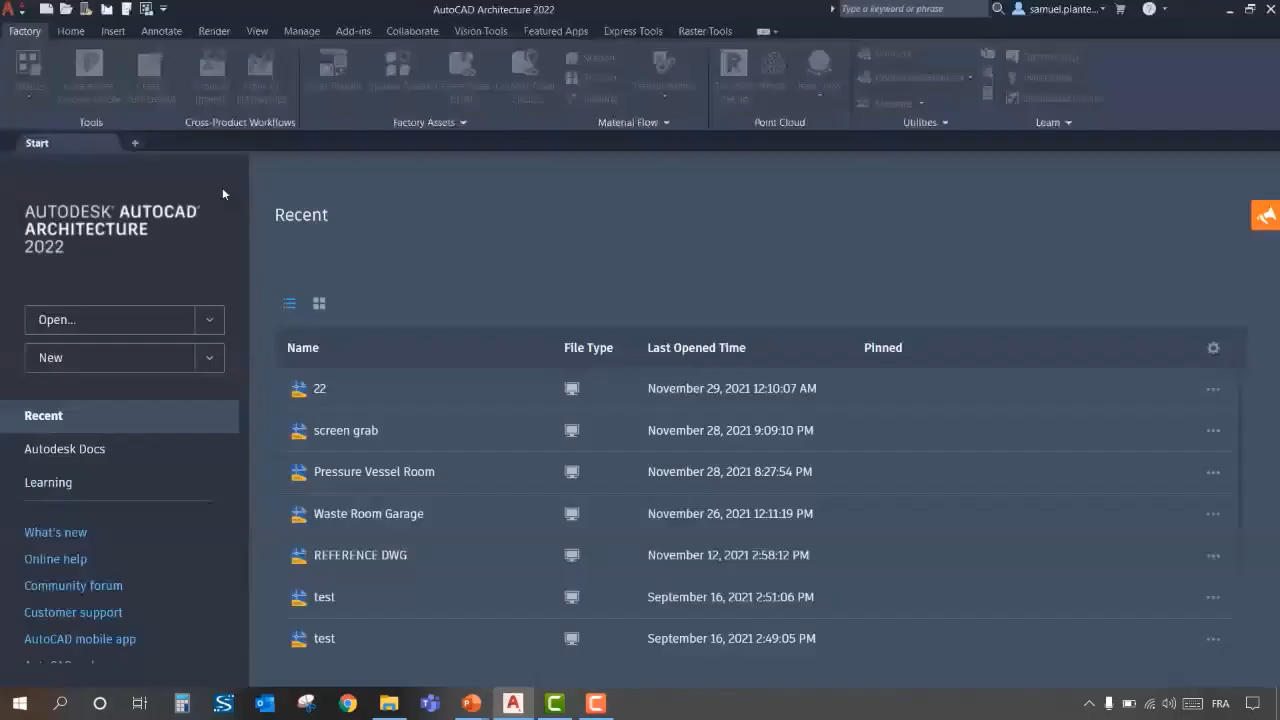 AutoCAD Architecture 2022
Type a keyword or phrase
samuel.plante...
Factory
Home
Insert
Annotate
Render
View
Manage
Add-ins
Collaborate
Vision Tools
Featured Apps
Express Tools
Raster Tools
Tools
Cross-Product Workflows
Factory Assets
Material Flow
Point Cloud
Utilities
Learn
Start
AUTODESK® AUTOCAD®
ARCHITECTURE
2022
Open...
New
Recent
Autodesk Docs
Learning
What's new
Online help
Community forum
Customer support
AutoCAD mobile app
Recent
Name File Type Last Opened Time Pinned
22 November 29, 2021 12:10:07 AM
screen grab November 28, 2021 9:09:10 PM
Pressure Vessel Room November 28, 2021 8:27:54 PM
Waste Room Garage November 26, 2021 12:11:19 PM
REFERENCE DWG November 12, 2021 2:58:12 PM
test September 16, 2021 2:51:06 PM
test September 16, 2021 2:49:05 PM
FRA